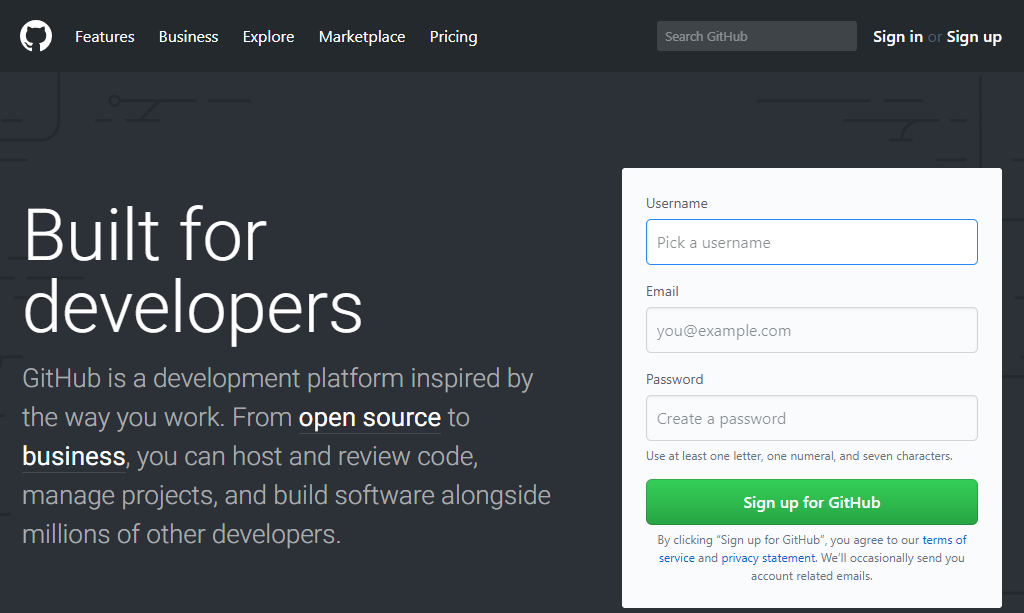 Features Business Explore Marketplace Pricing Search GitHub Sign in or Sign up
Built for
developers
GitHub is a development platform inspired by
the way you work. From open source to
business, you can host and review code,
manage projects, and build software alongside
millions of other developers.
Username
Pick a username
Email
you@example.com
Password
Create a password
Use at least one letter, one numeral, and seven characters.
Sign up for GitHub
By clicking “Sign up for GitHub”, you agree to our terms of
service and privacy statement. We’ll occasionally send you
account related emails.